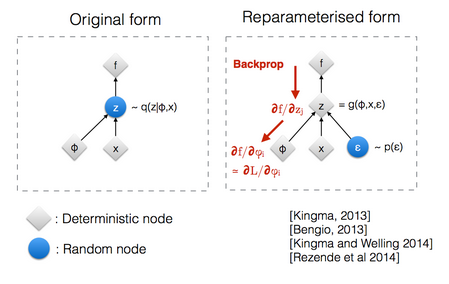 Original form
f
z ~ q(z|ϕ,x)
ϕ x
: Deterministic node
: Random node
Reparameterised form
Backprop
f
∂f/∂zⱼ z = g(ϕ,x,ε)
∂f/∂φᵢ
≃ ∂L/∂φᵢ
ϕ x ε ~ p(ε)
[Kingma, 2013]
[Bengio, 2013]
[Kingma and Welling 2014]
[Rezende et al 2014]